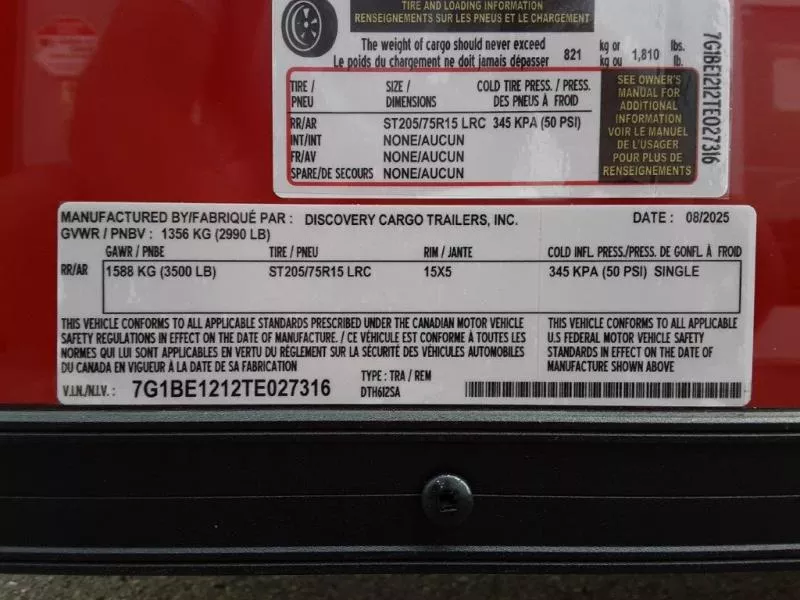 TIRE AND LOADING INFORMATION
RENSEIGNEMENTS SUR LES PNEUS ET LE CHARGEMENT
The weight of cargo should never exceed 821 kg or 1,810 lbs.
Le poids du chargement ne doit jamais dépasser kg ou lb.
TIRE / SIZE / COLD TIRE PRESS. / PRESS.
PNEU DIMENSIONS DES PNEUS À FROID
RR/AR ST205/75R15 LRC 345 KPA (50 PSI)
INT/INT NONE/AUCUN
FR/AV NONE/AUCUN
SPARE/DE SECOURS NONE/AUCUN
SEE OWNER'S
MANUAL FOR
ADDITIONAL
INFORMATION
VOIR LE MANUEL
DE L'USAGER
POUR PLUS DE
RENSEIGNEMENTS
7G1BE1212TE027316
MANUFACTURED BY/FABRIQUÉ PAR : DISCOVERY CARGO TRAILERS, INC. DATE : 08/2025
GVWR / PNBV : 1356 KG (2990 LB)
GAWR / PNBE TIRE / PNEU RIM / JANTE COLD INFL. PRESS./PRESS. DE GONFL À FROID
RR/AR 1588 KG (3500 LB) ST205/75R15 LRC 15X5 345 KPA (50 PSI) SINGLE
THIS VEHICLE CONFORMS TO ALL APPLICABLE STANDARDS PRESCRIBED UNDER THE CANADIAN MOTOR VEHICLE
SAFETY REGULATIONS IN EFFECT ON THE DATE OF MANUFACTURE. / CE VÉHICULE EST CONFORME À TOUTES LES
NORMES QUI LUI SONT APPLICABLES EN VERTU DU RÈGLEMENT SUR LA SÉCURITÉ DES VÉHICULES AUTOMOBILES
DU CANADA EN VIGUEUR À LA DATE DE SA FABRICATION
THIS VEHICLE CONFORMS TO ALL APPLICABLE
U.S FEDERAL MOTOR VEHICLE SAFETY
STANDARDS IN EFFECT ON THE DATE OF
MANUFACTURE SHOWN ABOVE
V.I.N./N.I.V. : 7G1BE1212TE027316 TYPE : TRA / REM
DTH612SA